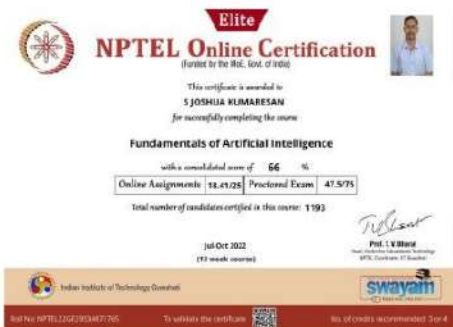 Elite
NPTEL Online Certification
(Funded by the MoE, Govt. of India)
This certificate is awarded to
S JOSHUA KUMARESAN
for successfully completing the course
Fundamentals of Artificial Intelligence
with a consolidated score of 66 %
Online Assignments 18.41/25 Proctored Exam 47.5/75
Total number of candidates certified in this course: 1193
Jul-Oct 2022
(12 week course)
Indian Institute of Technology Guwahati
swayam
Roll No:
To validate the certificate
No. of credits recommended: 3 or 4